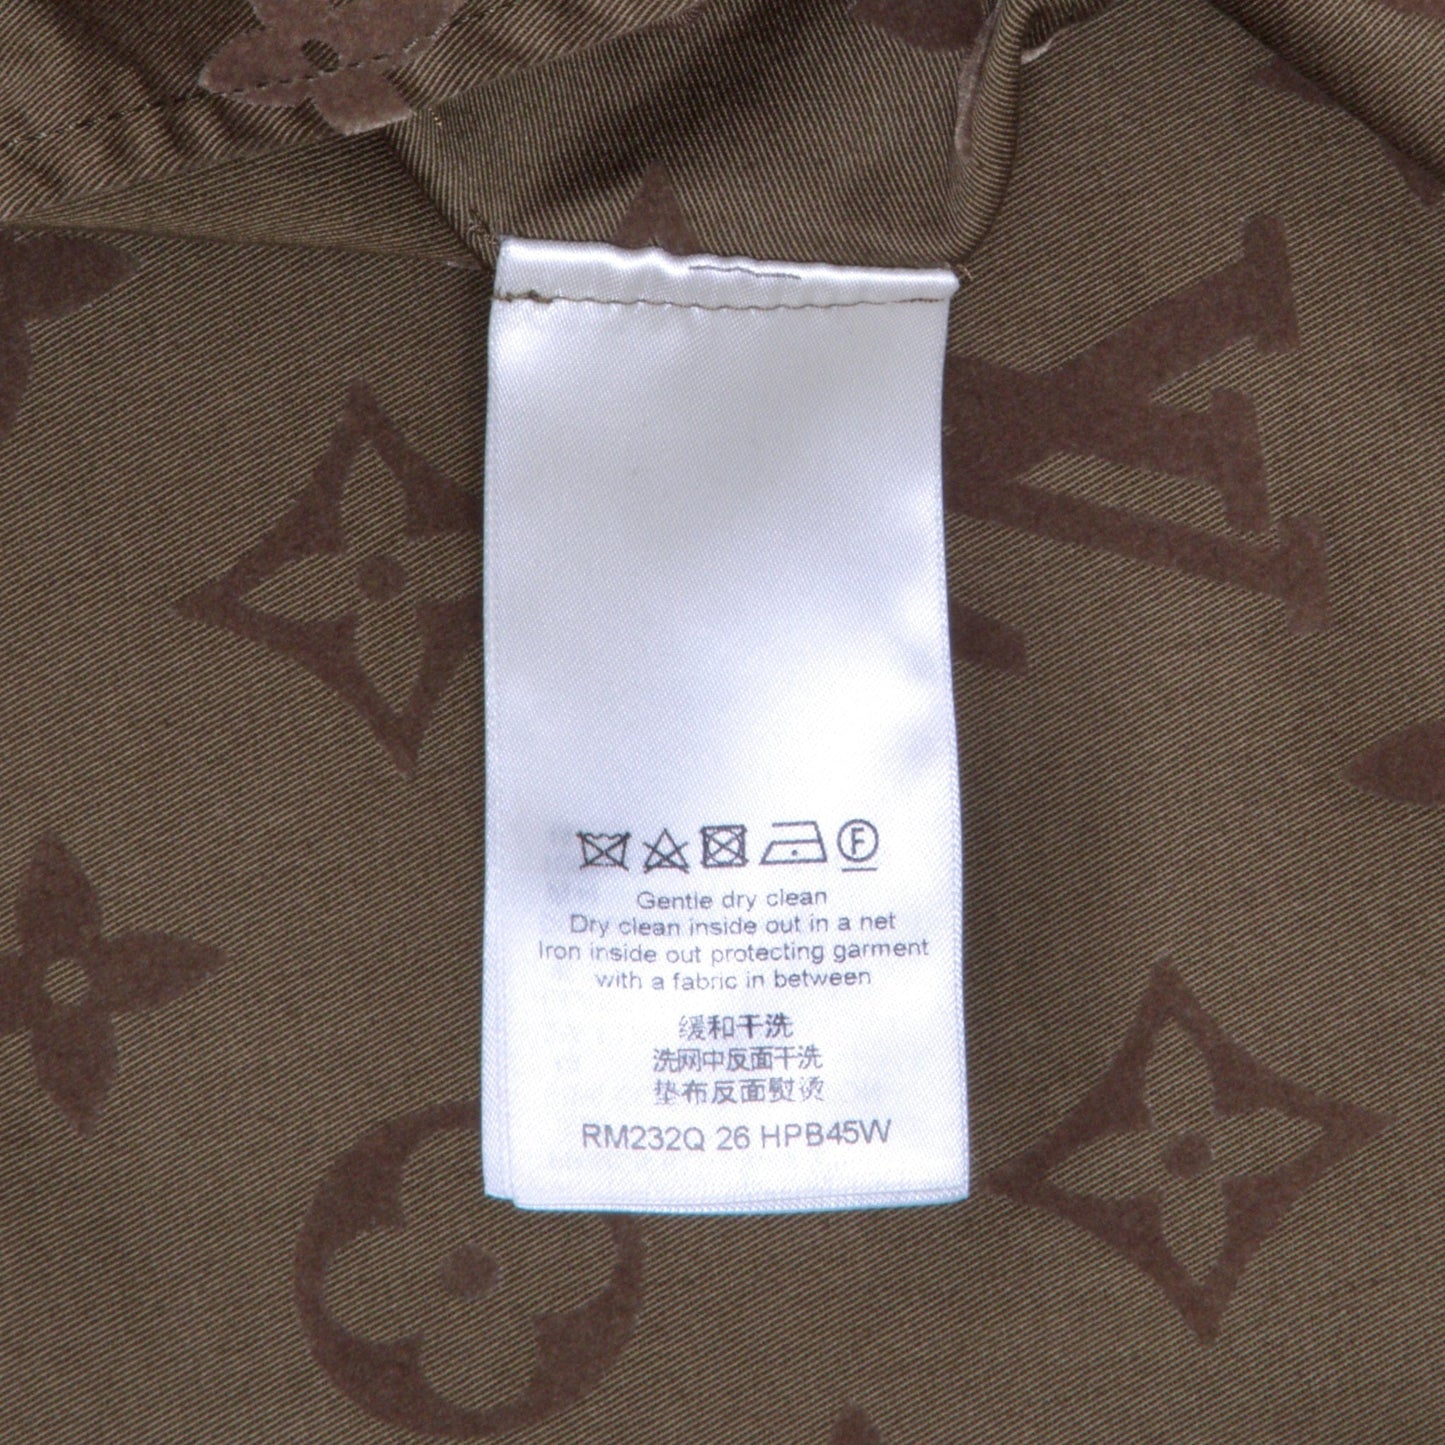 F
Gentle dry clean
Dry clean inside out in a net
Iron inside out protecting garment
with a fabric in between
缓和干洗
洗网中反面干洗
垫布反面熨烫
RM232Q 26 HPB45W